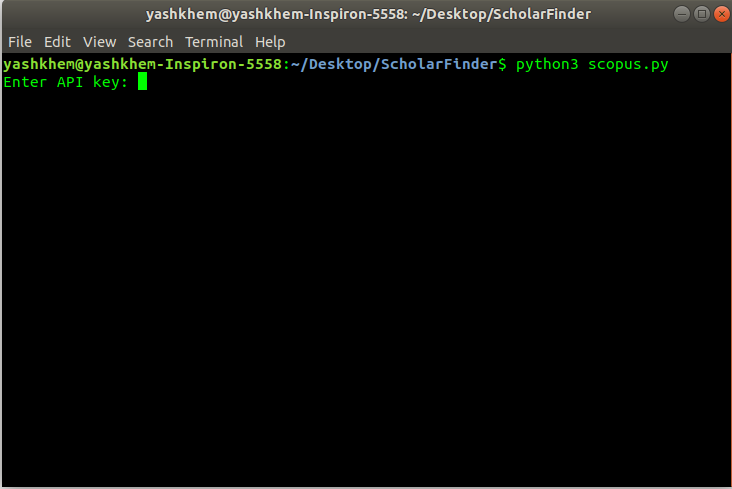 yashkhem@yashkhem-Inspiron-5558: ~/Desktop/ScholarFinder
File Edit View Search Terminal Help
yashkhem@yashkhem-Inspiron-5558:~/Desktop/ScholarFinder$ python3 scopus.py
Enter API key: